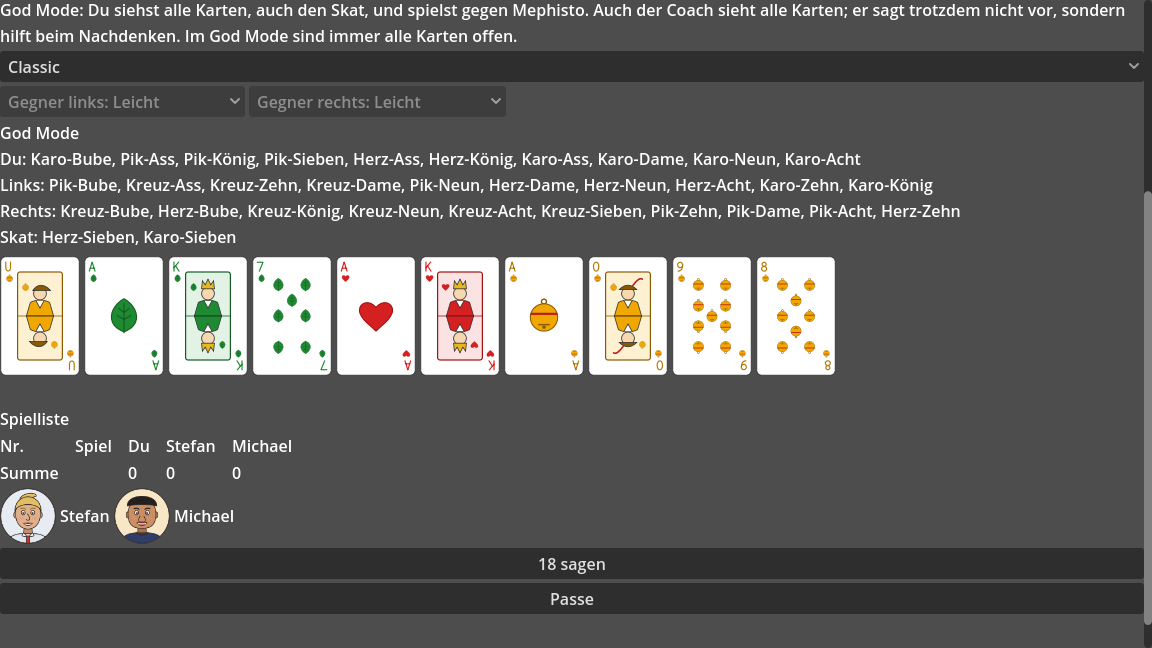 God Mode: Du siehst alle Karten, auch den Skat, und spielst gegen Mephisto. Auch der Coach sieht alle Karten; er sagt trotzdem nicht vor, sondern
hilft beim Nachdenken. Im God Mode sind immer alle Karten offen.
Classic
Gegner links: Leicht Gegner rechts: Leicht
God Mode
Du: Karo-Bube, Pik-Ass, Pik-König, Pik-Sieben, Herz-Ass, Herz-König, Karo-Ass, Karo-Dame, Karo-Neun, Karo-Acht
Links: Pik-Bube, Kreuz-Ass, Kreuz-Zehn, Kreuz-Dame, Pik-Neun, Herz-Dame, Herz-Neun, Herz-Acht, Karo-Zehn, Karo-König
Rechts: Kreuz-Bube, Herz-Bube, Kreuz-König, Kreuz-Neun, Kreuz-Acht, Kreuz-Sieben, Pik-Zehn, Pik-Dame, Pik-Acht, Herz-Zehn
Skat: Herz-Sieben, Karo-Sieben
U A K 7 A K A O 9 8
U A K 7 A K A O 9 8
Spielliste
Nr. Spiel Du Stefan Michael
Summe 0 0 0
Stefan Michael
18 sagen
Passe